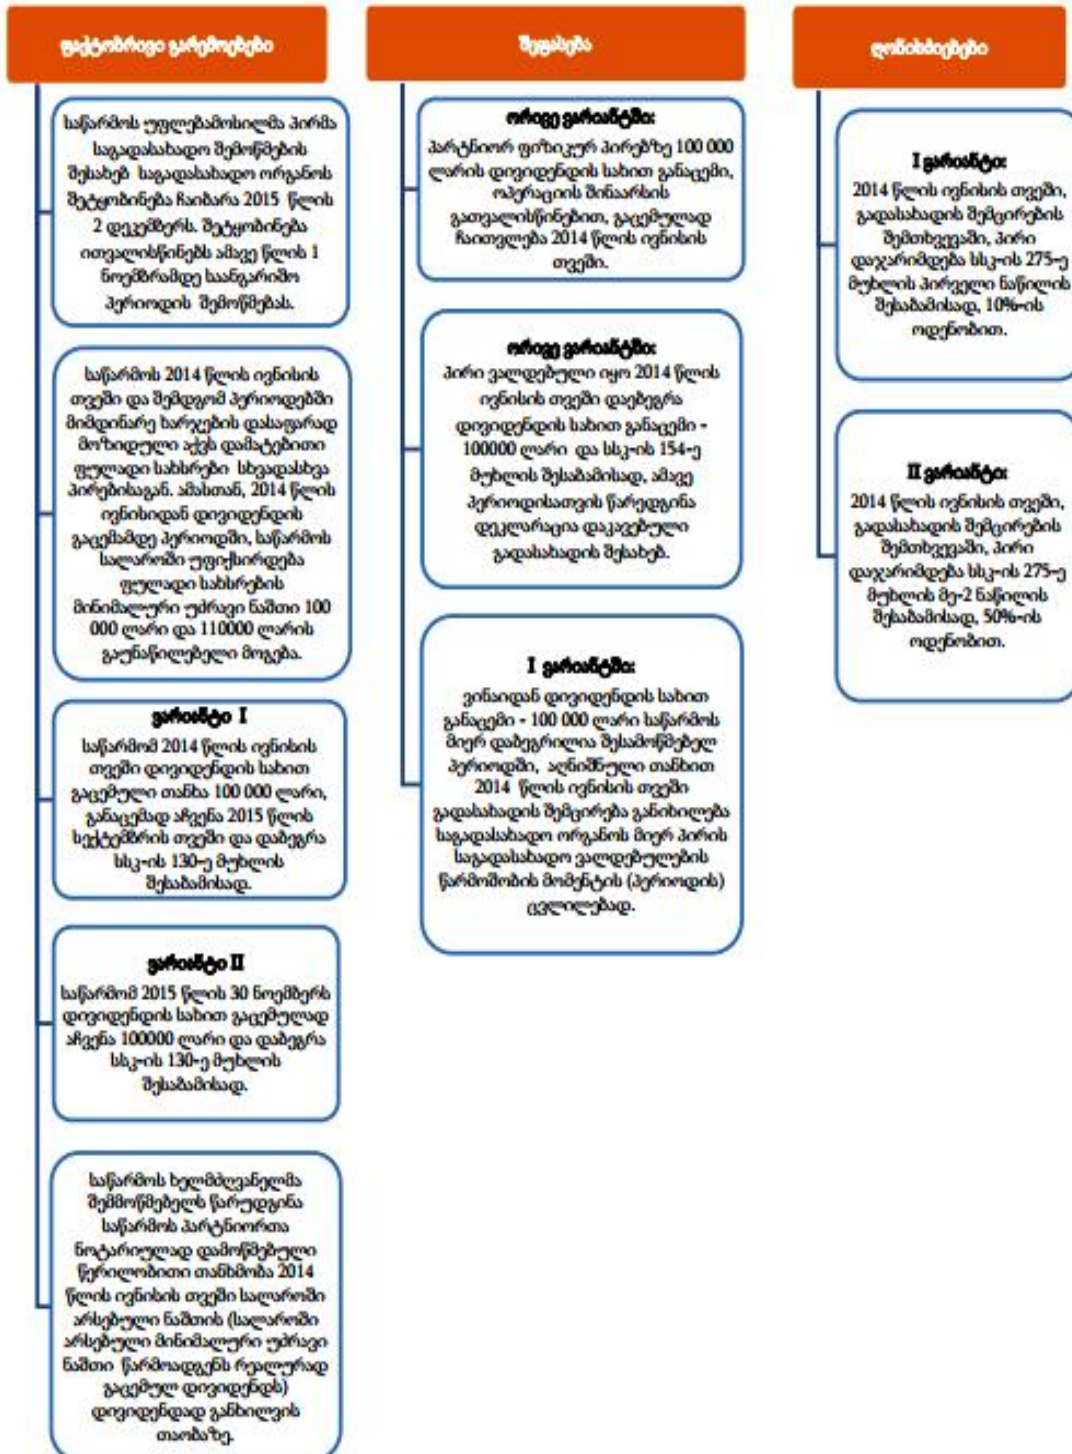 ფაქტობრივი გარემოებები
საწარმოს უფლებამოსილმა პირმა
საგადასახადო შემოწმების
შესახებ საგადასახადო ორგანოს
შეტყობინება ჩაიბარა 2015 წლის
2 დეკემბერს. შეტყობინება
ითვალისწინებს ამავე წლის 1
ნოემბრამდე საანგარიშო
პერიოდის შემოწმებას.
საწარმოს 2014 წლის ივნისის
თვეში და შემდგომ პერიოდებში
მიმდინარე ხარჯების დასაფარად
მოზიდული აქვს დამატებითი
ფულადი სახსრები სხვადასხვა
პირებისაგან. ამასთან, 2014 წლის
ივნისიდან დივიდენდის
გაცემამდე პერიოდში, საწარმოს
სალაროში უფიქსირდება
ფულადი სახსრების
მინიმალური უძრავი ნაშთი 100
000 ლარი და 110000 ლარის
გაუნაწილებელი მოგება.
ვარიანტი I
საწარმომ 2014 წლის ივნისის
თვეში დივიდენდის სახით
გაცემული თანხა 100 000 ლარი,
განაცემად აჩვენა 2015 წლის
სექტემბრის თვეში და დაბეგრა
სსკ-ის 130-ე მუხლის
შესაბამისად.
ვარიანტი II
საწარმომ 2015 წლის 30 ნოემბერს
დივიდენდის სახით გაცემულად
აჩვენა 100000 ლარი და დაბეგრა
სსკ-ის 130-ე მუხლის
შესაბამისად.
საწარმოს ხელმძღვანელმა
შემმოწმებელს წარუდგინა
საწარმოს პარტნიორთა
ნოტარიულად დამოწმებული
წერილობითი თანხმობა 2014
წლის ივნისის თვეში სალაროში
არსებული ნაშთის (სალაროში
არსებული მინიმალური უძრავი
ნაშთი წარმოადგენს რეალურად
გაცემულ დივიდენდს)
დივიდენდად განხილვის
თაობაზე.
შეფასება
ორივე ვარიანტში:
პარტნიორ ფიზიკურ პირებზე 100 000
ლარის დივიდენდის სახით განაცემი,
ოპერაციის შინაარსის
გათვალისწინებით, გაცემულად
ჩაითვლება 2014 წლის ივნისის
თვეში.
ორივე ვარიანტში:
პირი ვალდებული იყო 2014 წლის
ივნისის თვეში დაებეგრა
დივიდენდის სახით განაცემი -
100000 ლარი და სსკ-ის 154-ე
მუხლის შესაბამისად, ამავე
პერიოდისათვის წარედგინა
დეკლარაცია დაკავებული
გადასახადის შესახებ.
I ვარიანტში:
ვინაიდან დივიდენდის სახით
განაცემი - 100 000 ლარი საწარმოს
მიერ დაბეგრილია შესამოწმებელ
პერიოდში, აღნიშნული თანხით
2014 წლის ივნისის თვეში
გადასახადის შემცირება განიხილება
საგადასახადო ორგანოს მიერ პირის
საგადასახადო ვალდებულების
წარმოშობის მომენტის (პერიოდის)
ცვლილებად.
ღონისძიებები
I ვარიანტი:
2014 წლის ივნისის თვეში,
გადასახადის შემცირების
შემთხვევაში, პირი
დაჯარიმდება სსკ-ის 275-ე
მუხლის პირველი ნაწილის
შესაბამისად, 10%-ის
ოდენობით.
II ვარიანტი:
2014 წლის ივნისის თვეში,
გადასახადის შემცირების
შემთხვევაში, პირი
დაჯარიმდება სსკ-ის 275-ე
მუხლის მე-2 ნაწილის
შესაბამისად, 50%-ის
ოდენობით.